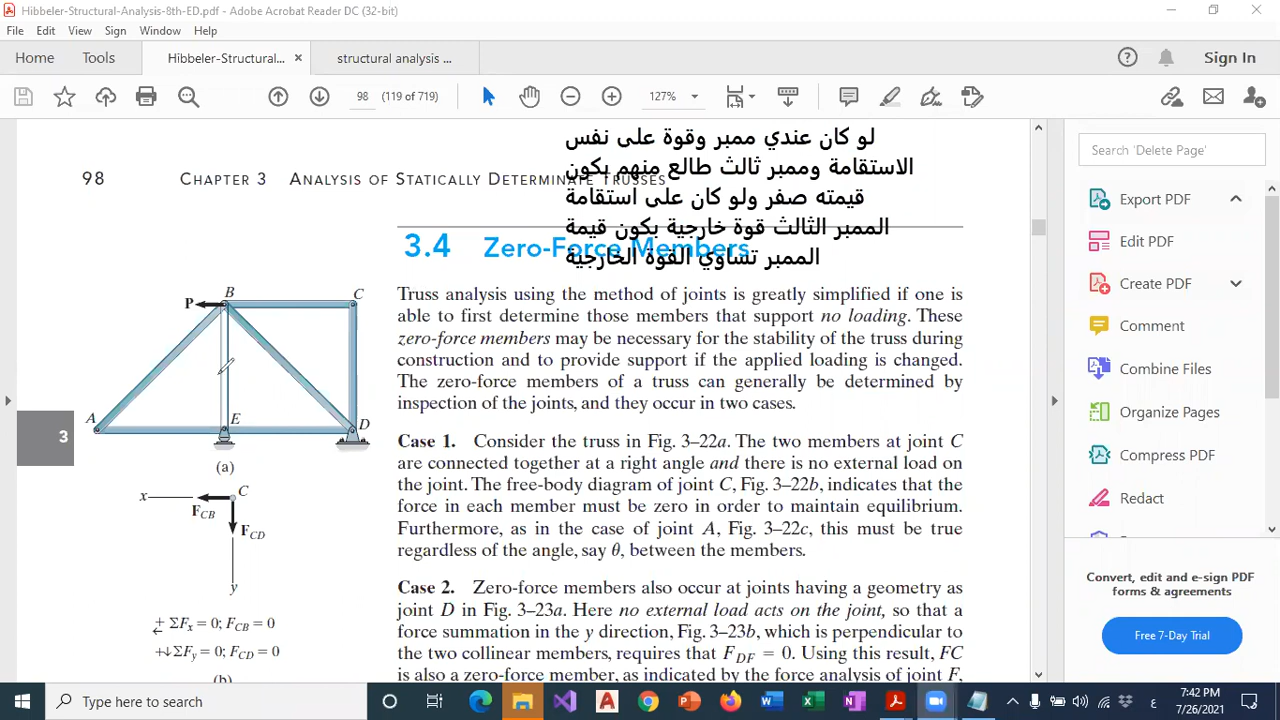 Hibbeler-Structural-Analysis-8th-ED.pdf - Adobe Acrobat Reader DC (32-bit)
File Edit View Sign Window Help
Home Tools Hibbeler-Structural... × structural analysis ... Sign In
98 (119 of 719) 127%
لو كان عندي ممبر وقوة على نفس
الاستقامة وممبر ثالث طالع منهم بكون
قيمته صفر ولو كان على استقامة
الممبر الثالث قوة خارجية بكون قيمة
الممبر تساوي القوة الخارجية
98 CHAPTER 3 ANALYSIS OF STATICALLY DETERMINATE TRUSSES
3.4 Zero-Force Members
Truss analysis using the method of joints is greatly simplified if one is
able to first determine those members that support no loading. These
zero-force members may be necessary for the stability of the truss during
construction and to provide support if the applied loading is changed.
The zero-force members of a truss can generally be determined by
inspection of the joints, and they occur in two cases.
Case 1. Consider the truss in Fig. 3–22a. The two members at joint C
are connected together at a right angle and there is no external load on
the joint. The free-body diagram of joint C, Fig. 3–22b, indicates that the
force in each member must be zero in order to maintain equilibrium.
Furthermore, as in the case of joint A, Fig. 3–22c, this must be true
regardless of the angle, say θ, between the members.
Case 2. Zero-force members also occur at joints having a geometry as
joint D in Fig. 3–23a. Here no external load acts on the joint, so that a
force summation in the y direction, Fig. 3–23b, which is perpendicular to
the two collinear members, requires that F_DF = 0. Using this result, FC
is also a zero-force member, as indicated by the force analysis of joint F,
P B C
A E D
(a)
x C
F_CB
F_CD
y
+ ΣFx = 0; F_CB = 0
+↓ΣFy = 0; F_CD = 0
(b)
3
Search 'Delete Page'
Export PDF
Edit PDF
Create PDF
Comment
Combine Files
Organize Pages
Compress PDF
Redact
Convert, edit and e-sign PDF
forms & agreements
Free 7-Day Trial
Type here to search
ع
7:42 PM
7/26/2021